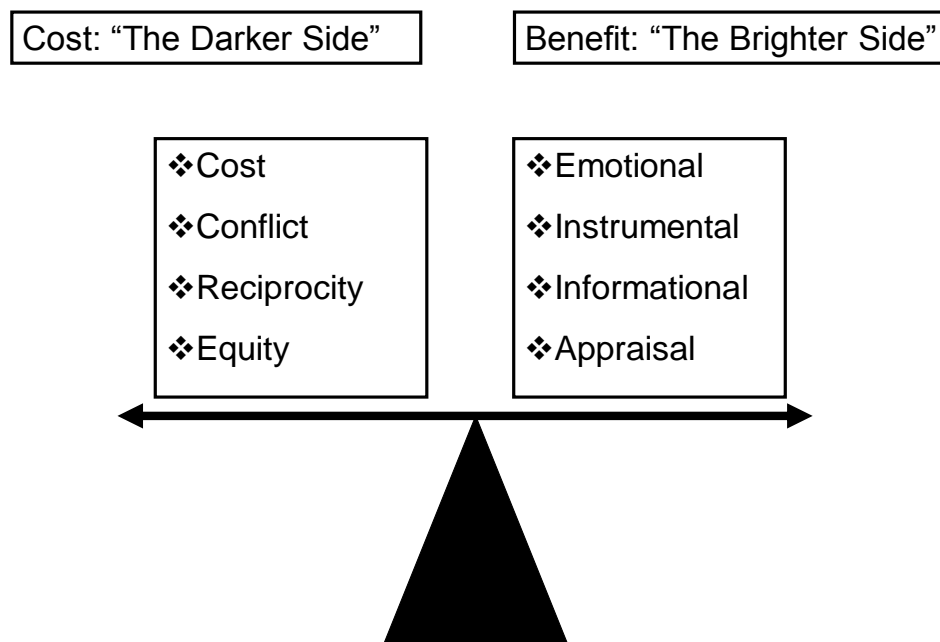 Cost: “The Darker Side”
Benefit: “The Brighter Side”
❖Cost
❖Conflict
❖Reciprocity
❖Equity
❖Emotional
❖Instrumental
❖Informational
❖Appraisal